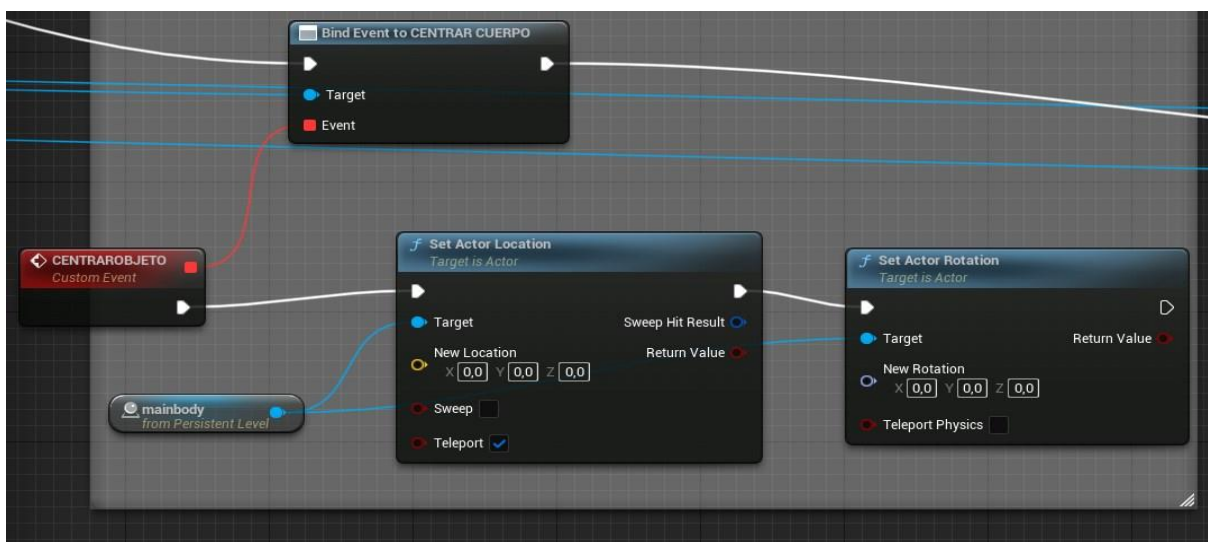 Bind Event to CENTRAR CUERPO
Target
Event
CENTRAROBJETO
Custom Event
mainbody
from Persistent Level
Set Actor Location
Target is Actor
Target
Sweep Hit Result
New Location
Return Value
X 0,0 Y 0,0 Z 0,0
Sweep
Teleport
Set Actor Rotation
Target is Actor
Target
Return Value
New Rotation
X 0,0 Y 0,0 Z 0,0
Teleport Physics